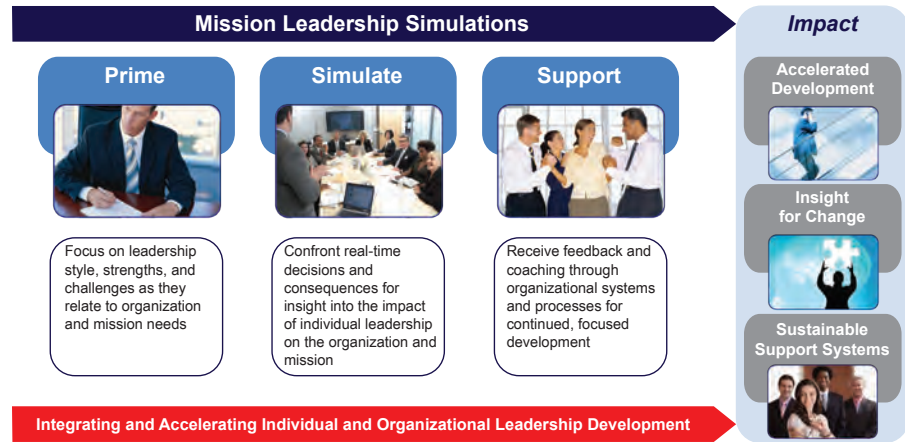 Mission Leadership Simulations
Impact
Prime
Simulate
Support
Focus on leadership
style, strengths, and
challenges as they
relate to organization
and mission needs
Confront real-time
decisions and
consequences for
insight into the impact
of individual leadership
on the organization and
mission
Receive feedback and
coaching through
organizational systems
and processes for
continued, focused
development
Accelerated
Development
Insight
for Change
Sustainable
Support Systems
Integrating and Accelerating Individual and Organizational Leadership Development